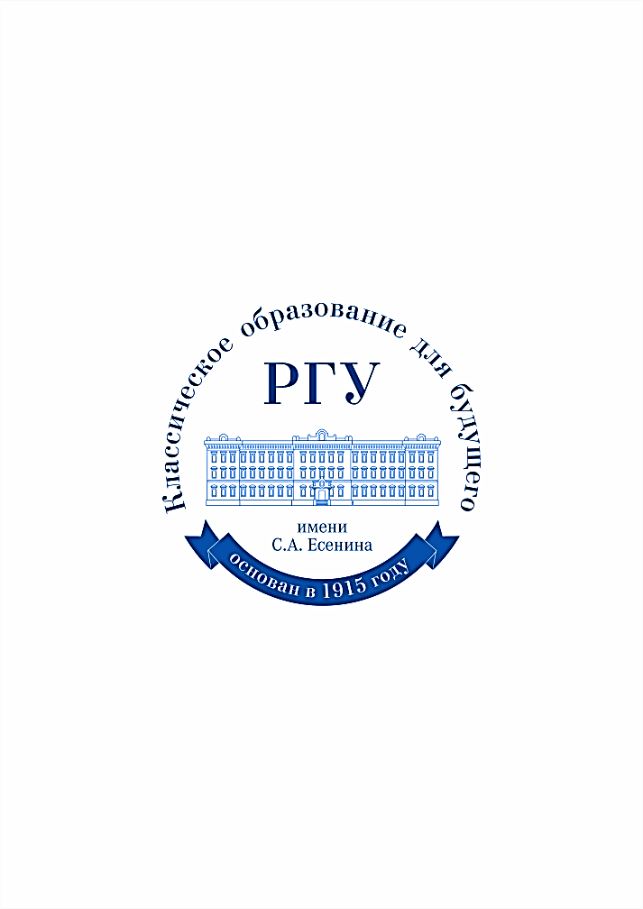 Классическое образование для будущего
РГУ
имени
С.А. Есенина
основан в 1915 году